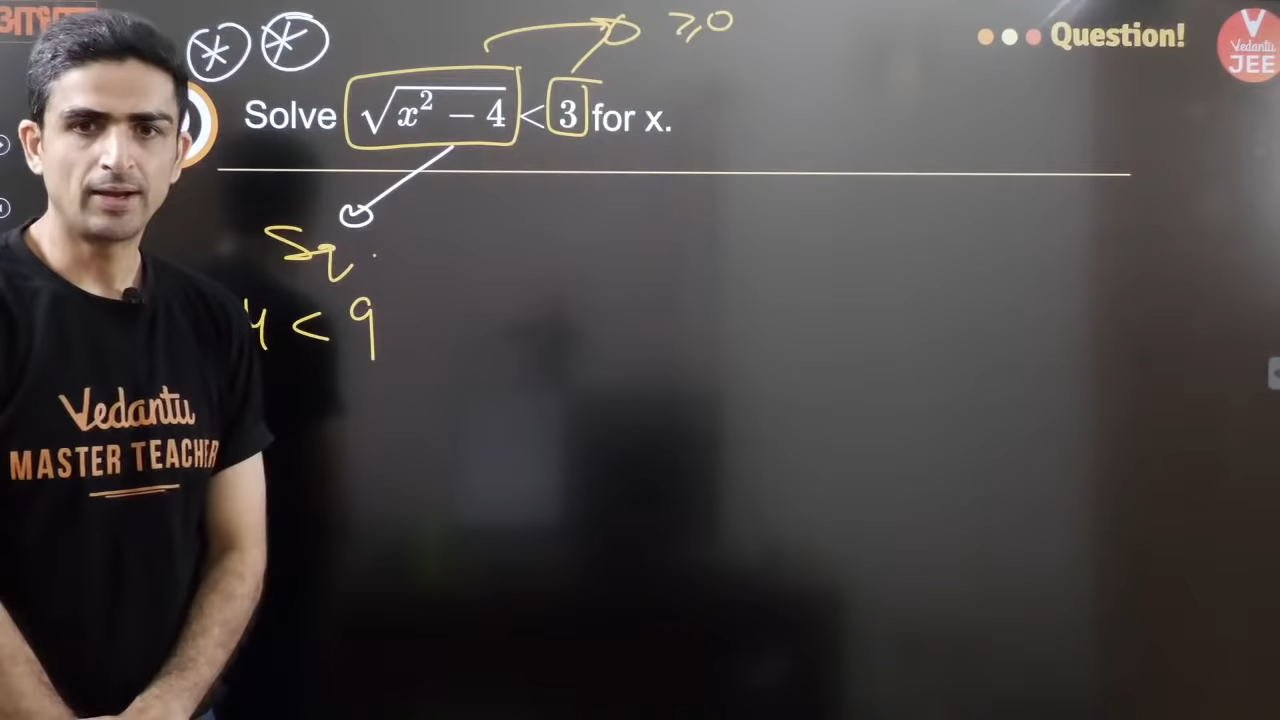 Question!
V
Vedantu
JEE
≥0
Solve √(x² − 4) < 3 for x.
Sq.
4 < 9
Vedantu
MASTER TEACHER